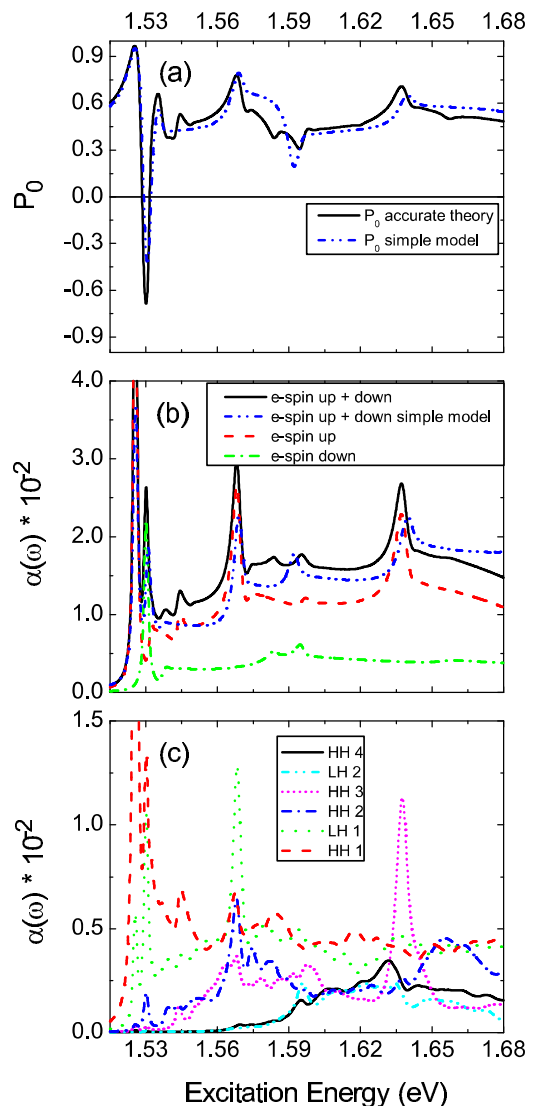 1.53 1.56 1.59 1.62 1.65 1.68
0.9
0.6
0.3
0.0
-0.3
-0.6
-0.9
P0
(a)
P0 accurate theory
P0 simple model
4.0
3.0
2.0
1.0
0.0
α(ω) * 10-2
(b)
e-spin up + down
e-spin up + down simple model
e-spin up
e-spin down
1.5
1.0
0.5
0.0
α(ω) * 10-2
(c)
HH 4
LH 2
HH 3
HH 2
LH 1
HH 1
1.53 1.56 1.59 1.62 1.65 1.68
Excitation Energy (eV)